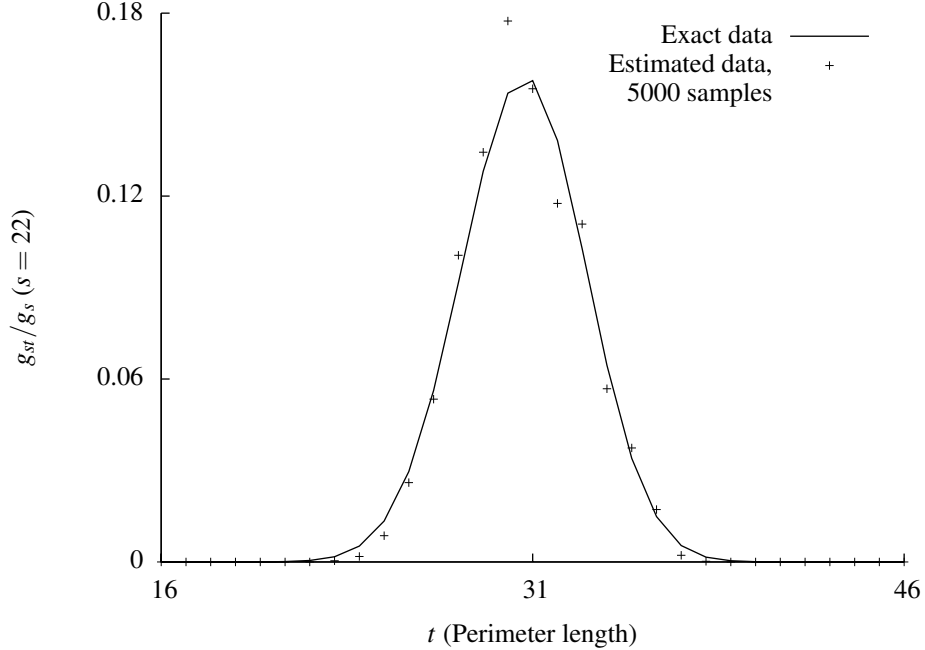 0.18
0.12
0.06
0
g_{st}/g_s (s = 22)
Exact data
Estimated data,
5000 samples
16
31
46
t (Perimeter length)